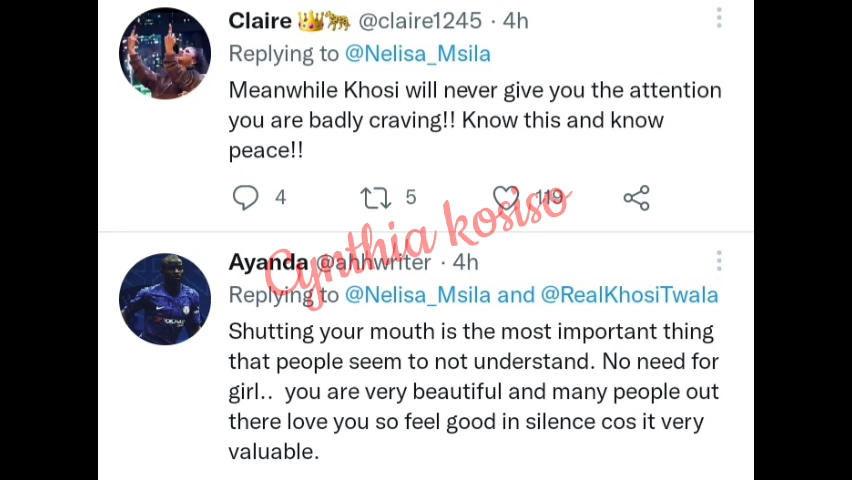 Claire 👑🐆 @claire1245 · 4h
Replying to @Nelisa_Msila
Meanwhile Khosi will never give you the attention
you are badly craving!! Know this and know
peace!!
4 5 119
Cynthia kosiso
Ayanda @ahhwriter · 4h
Replying to @Nelisa_Msila and @RealKhosiTwala
Shutting your mouth is the most important thing
that people seem to not understand. No need for
girl.. you are very beautiful and many people out
there love you so feel good in silence cos it very
valuable.